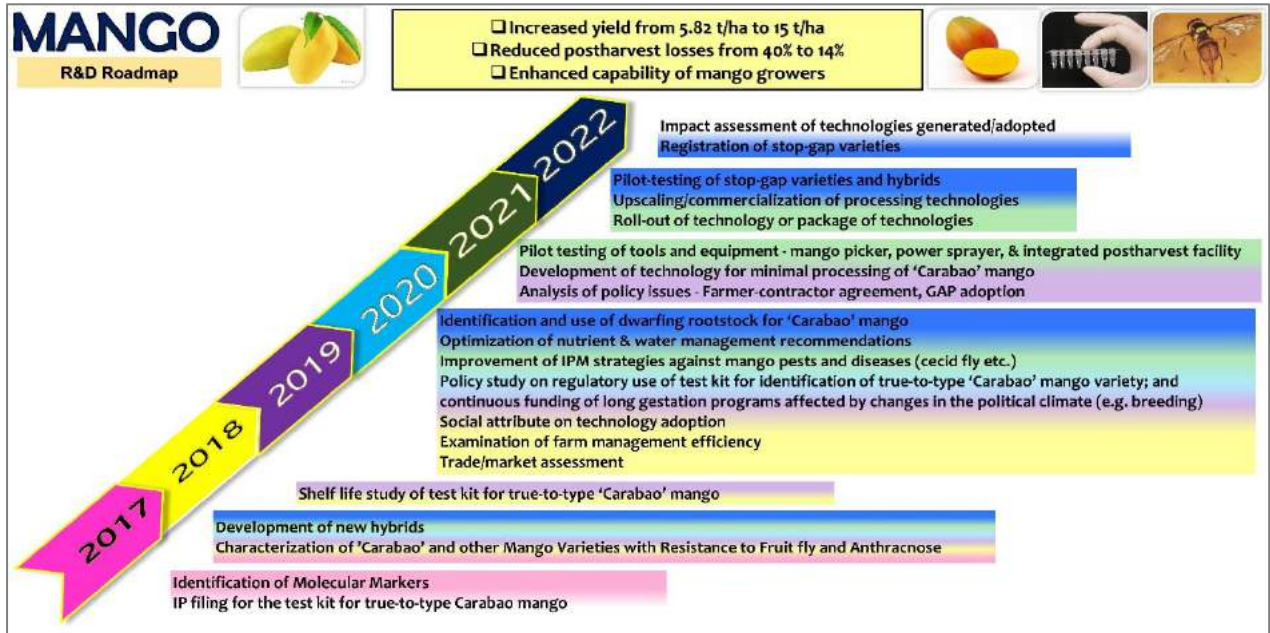 MANGO
R&D Roadmap
❑Increased yield from 5.82 t/ha to 15 t/ha
❑Reduced postharvest losses from 40% to 14%
❑Enhanced capability of mango growers
2022
Impact assessment of technologies generated/adopted
Registration of stop-gap varieties
2021
Pilot-testing of stop-gap varieties and hybrids
Upscaling/commercialization of processing technologies
Roll-out of technology or package of technologies
2020
Pilot testing of tools and equipment - mango picker, power sprayer, & integrated postharvest facility
Development of technology for minimal processing of ‘Carabao’ mango
Analysis of policy issues - Farmer-contractor agreement, GAP adoption
2019
Identification and use of dwarfing rootstock for ‘Carabao’ mango
Optimization of nutrient & water management recommendations
Improvement of IPM strategies against mango pests and diseases (cecid fly etc.)
Policy study on regulatory use of test kit for identification of true-to-type ‘Carabao’ mango variety; and
continuous funding of long gestation programs affected by changes in the political climate (e.g. breeding)
Social attribute on technology adoption
Examination of farm management efficiency
Trade/market assessment
2018
Shelf life study of test kit for true-to-type ‘Carabao’ mango
2017
Development of new hybrids
Characterization of ’Carabao’ and other Mango Varieties with Resistance to Fruit fly and Anthracnose
Identification of Molecular Markers
IP filing for the test kit for true-to-type Carabao mango